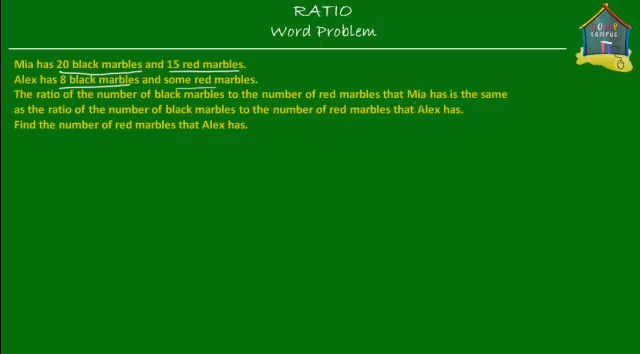 RATIO
Word Problem
home
campus
Mia has 20 black marbles and 15 red marbles.
Alex has 8 black marbles and some red marbles.
The ratio of the number of black marbles to the number of red marbles that Mia has is the same
as the ratio of the number of black marbles to the number of red marbles that Alex has.
Find the number of red marbles that Alex has.